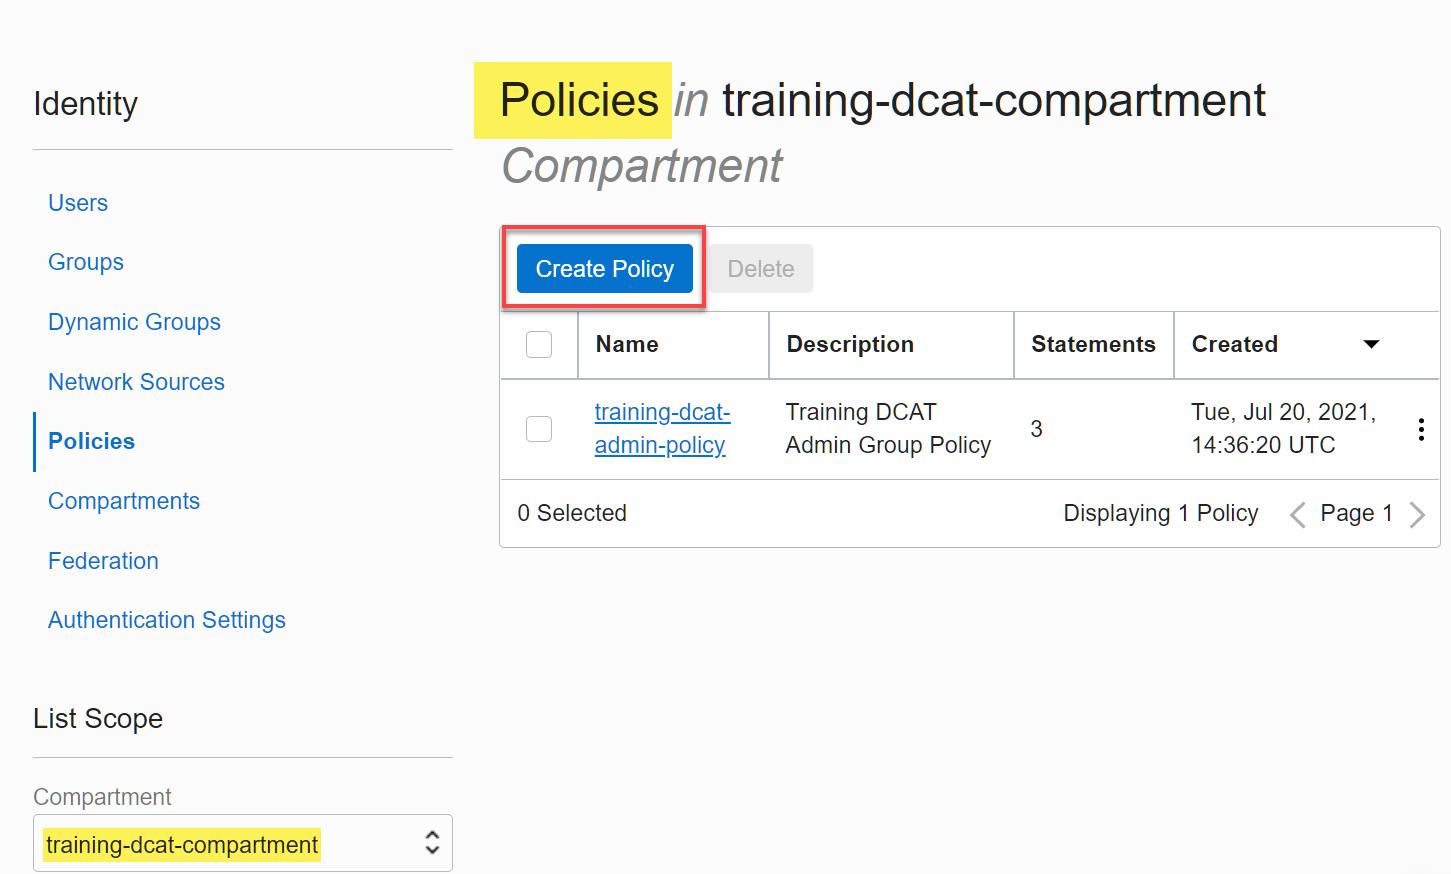 Identity
Users
Groups
Dynamic Groups
Network Sources
Policies
Compartments
Federation
Authentication Settings
List Scope
Compartment
training-dcat-compartment
Policies in training-dcat-compartment
Compartment
Create Policy Delete
Name Description Statements Created
training-dcat- Training DCAT Tue, Jul 20, 2021,
admin-policy Admin Group Policy 3 14:36:20 UTC
0 Selected Displaying 1 Policy Page 1